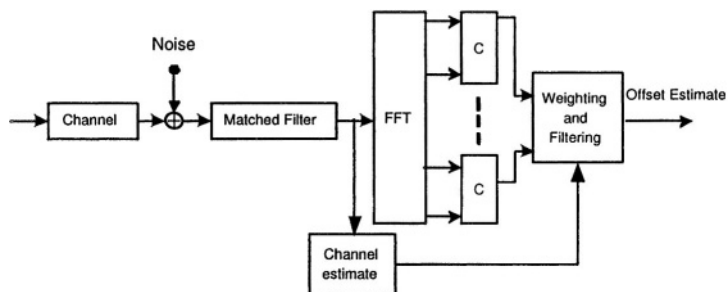 Noise
Channel
Matched Filter
FFT
C
C
Weighting
and
Filtering
Offset Estimate
Channel
estimate